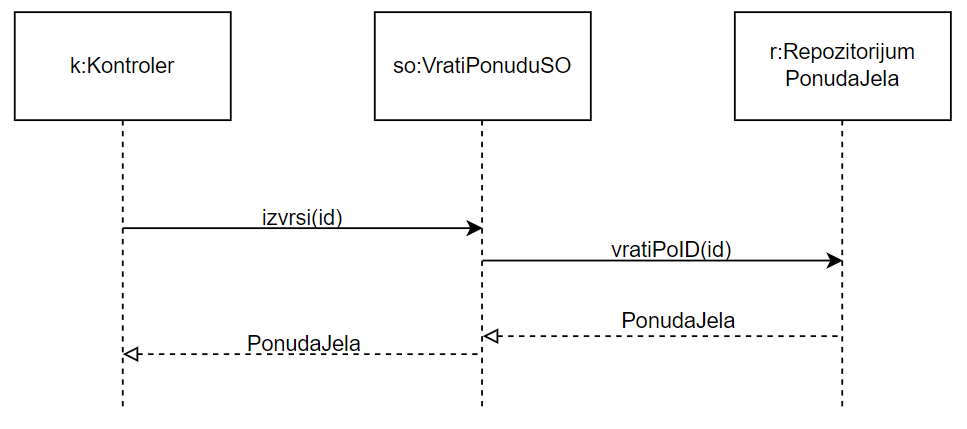 k:Kontroler
so:VratiPonuduSO
r:Repozitorijum
PonudaJela
izvrsi(id)
vratiPoID(id)
PonudaJela
PonudaJela